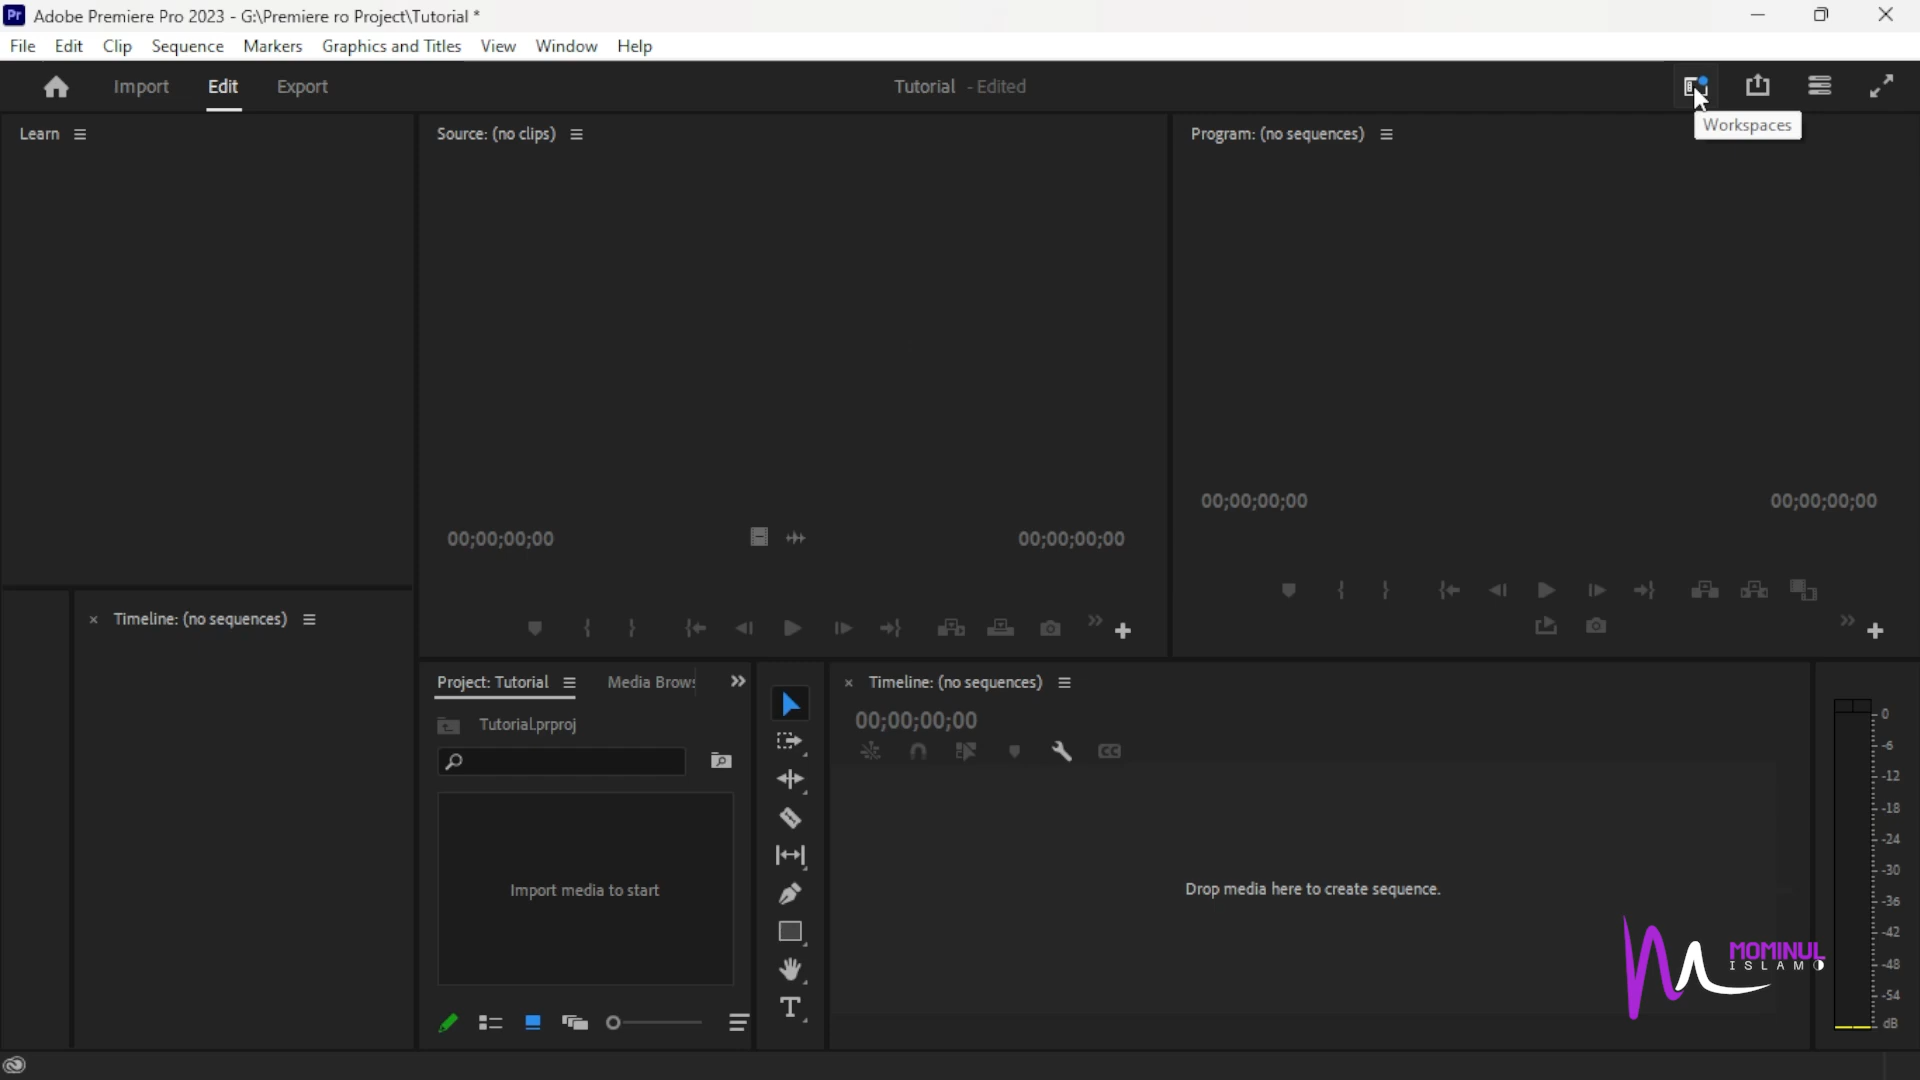 Pr Adobe Premiere Pro 2023 - G:\Premiere ro Project\Tutorial *
File Edit Clip Sequence Markers Graphics and Titles View Window Help
Import Edit Export Tutorial - Edited
Workspaces
Learn
Source: (no clips)
Program: (no sequences)
00;00;00;00 00;00;00;00
00;00;00;00 00;00;00;00
Timeline: (no sequences)
Project: Tutorial Media Brow
Timeline: (no sequences)
Tutorial.prproj
00;00;00;00
CC
Import media to start
Drop media here to create sequence.
T
0
-6
-12
-18
-24
-30
-36
-42
-48
-54
dB
MOMINUL
ISLAM